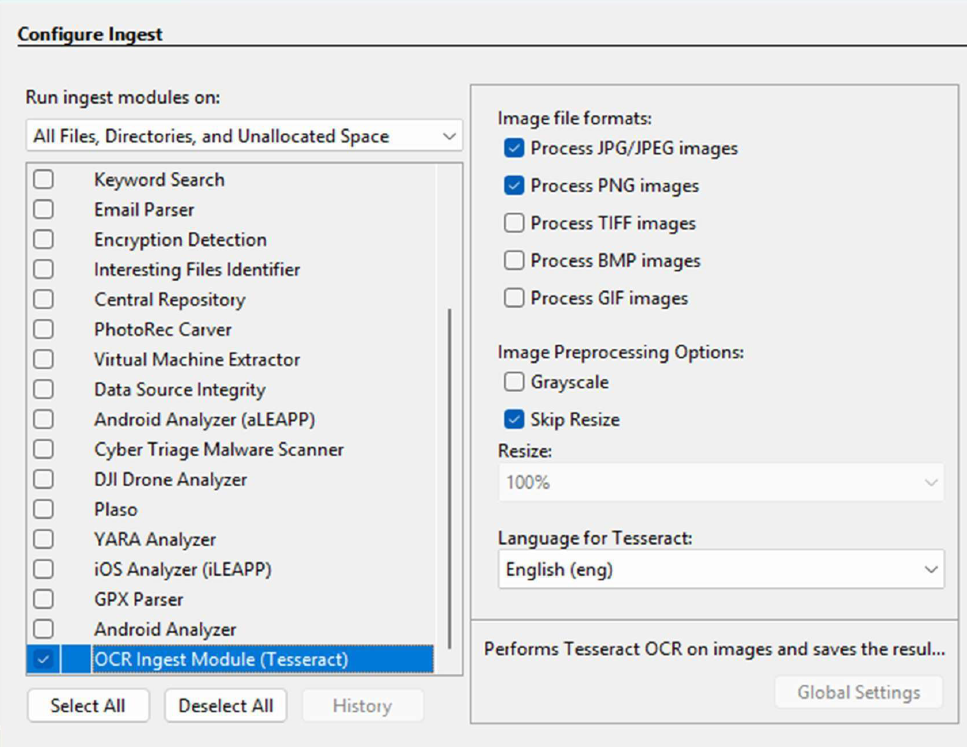 Configure Ingest
Run ingest modules on:
All Files, Directories, and Unallocated Space
Keyword Search
Email Parser
Encryption Detection
Interesting Files Identifier
Central Repository
PhotoRec Carver
Virtual Machine Extractor
Data Source Integrity
Android Analyzer (aLEAPP)
Cyber Triage Malware Scanner
DJI Drone Analyzer
Plaso
YARA Analyzer
iOS Analyzer (iLEAPP)
GPX Parser
Android Analyzer
OCR Ingest Module (Tesseract)
Select All
Deselect All
History
Image file formats:
Process JPG/JPEG images
Process PNG images
Process TIFF images
Process BMP images
Process GIF images
Image Preprocessing Options:
Grayscale
Skip Resize
Resize:
100%
Language for Tesseract:
English (eng)
Performs Tesseract OCR on images and saves the resul...
Global Settings